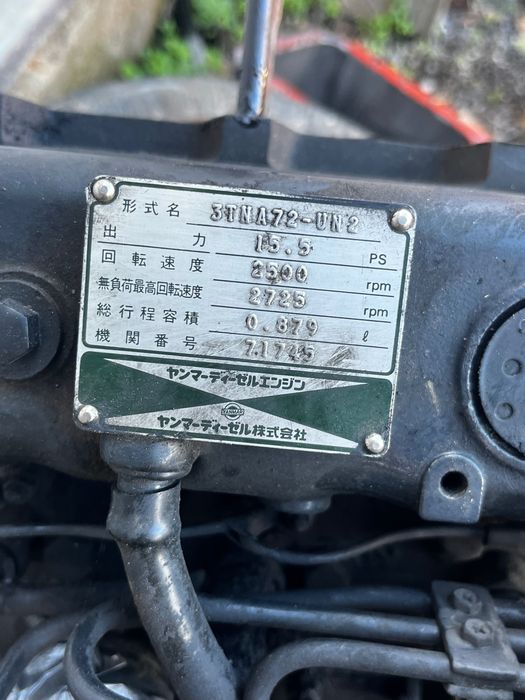 形式名 3TNA72-UN2
出力 15.5 PS
回転速度 2500 rpm
無負荷最高回転速度 2725 rpm
総行程容積 0.879 ℓ
機関番号 71745
ヤンマーディーゼルエンジン
YANMAR
ヤンマーディーゼル株式会社